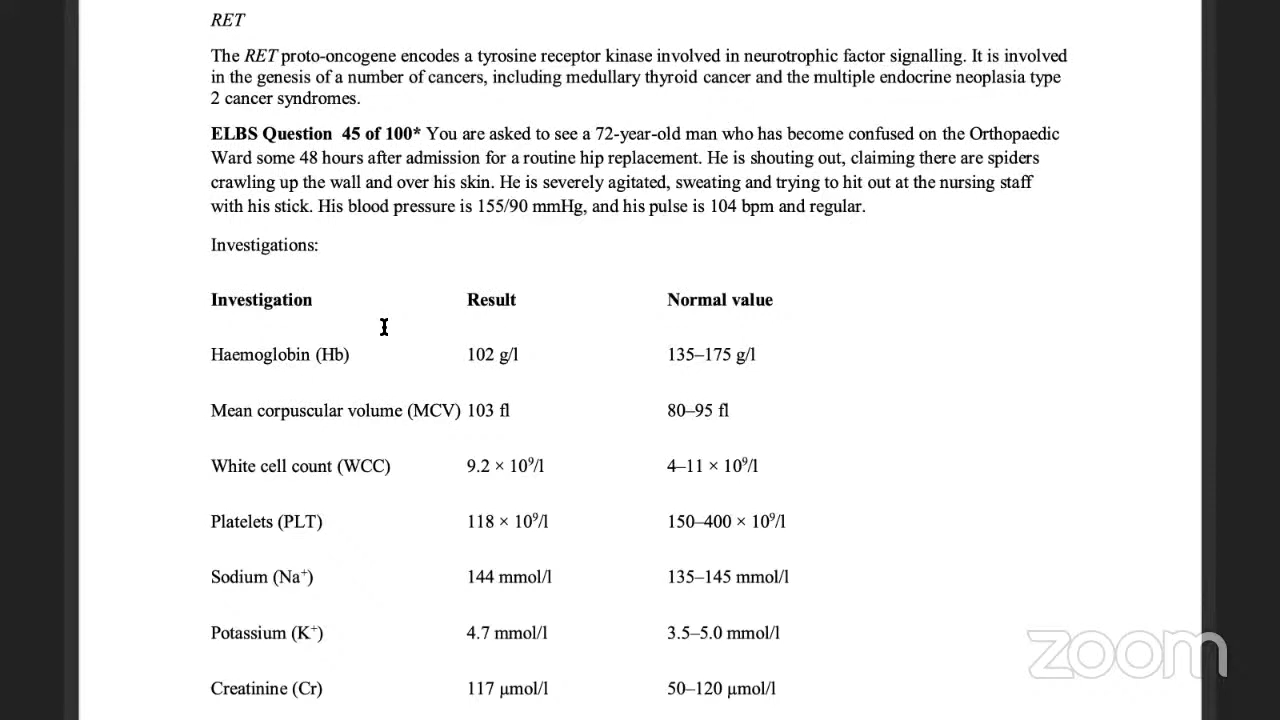 RET
The RET proto-oncogene encodes a tyrosine receptor kinase involved in neurotrophic factor signalling. It is involved
in the genesis of a number of cancers, including medullary thyroid cancer and the multiple endocrine neoplasia type
2 cancer syndromes.
ELBS Question 45 of 100* You are asked to see a 72-year-old man who has become confused on the Orthopaedic
Ward some 48 hours after admission for a routine hip replacement. He is shouting out, claiming there are spiders
crawling up the wall and over his skin. He is severely agitated, sweating and trying to hit out at the nursing staff
with his stick. His blood pressure is 155/90 mmHg, and his pulse is 104 bpm and regular.
Investigations:
Investigation Result Normal value
Haemoglobin (Hb) 102 g/l 135–175 g/l
Mean corpuscular volume (MCV) 103 fl 80–95 fl
White cell count (WCC) 9.2 × 10⁹/l 4–11 × 10⁹/l
Platelets (PLT) 118 × 10⁹/l 150–400 × 10⁹/l
Sodium (Na⁺) 144 mmol/l 135–145 mmol/l
Potassium (K⁺) 4.7 mmol/l 3.5–5.0 mmol/l
Creatinine (Cr) 117 µmol/l 50–120 µmol/l
zoom